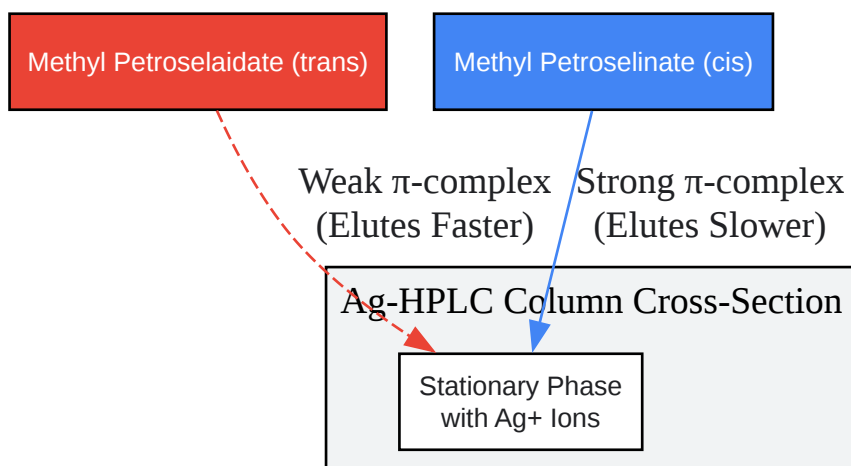 Methyl Petroselaidate (trans)
Methyl Petroselinate (cis)
Weak π-complex
(Elutes Faster)
Strong π-complex
(Elutes Slower)
Ag-HPLC Column Cross-Section
Stationary Phase
with Ag+ Ions